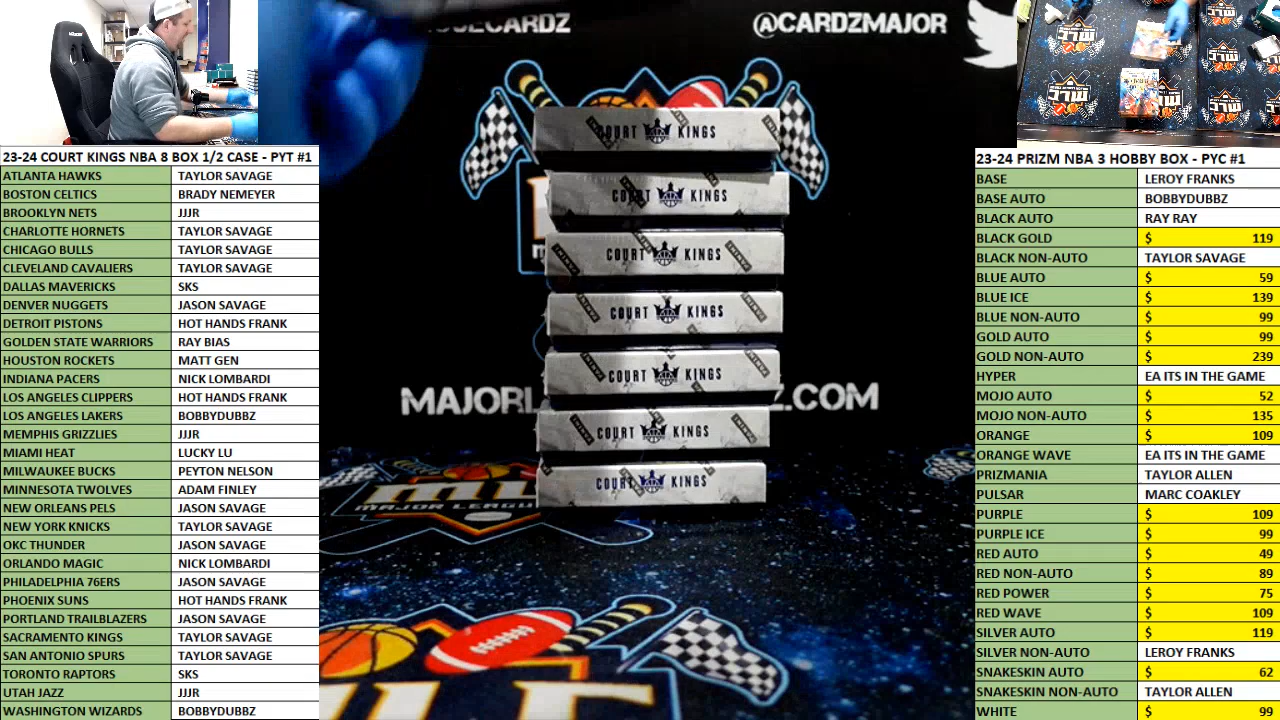 USECARDZ
@CARDZMAJOR
23-24 COURT KINGS NBA 8 BOX 1/2 CASE - PYT #1
ATLANTA HAWKS TAYLOR SAVAGE
BOSTON CELTICS BRADY NEMEYER
BROOKLYN NETS JJJR
CHARLOTTE HORNETS TAYLOR SAVAGE
CHICAGO BULLS TAYLOR SAVAGE
CLEVELAND CAVALIERS TAYLOR SAVAGE
DALLAS MAVERICKS SKS
DENVER NUGGETS JASON SAVAGE
DETROIT PISTONS HOT HANDS FRANK
GOLDEN STATE WARRIORS RAY BIAS
HOUSTON ROCKETS MATT GEN
INDIANA PACERS NICK LOMBARDI
LOS ANGELES CLIPPERS HOT HANDS FRANK
LOS ANGELES LAKERS BOBBYDUBBZ
MEMPHIS GRIZZLIES JJJR
MIAMI HEAT LUCKY LU
MILWAUKEE BUCKS PEYTON NELSON
MINNESOTA TWOLVES ADAM FINLEY
NEW ORLEANS PELS JASON SAVAGE
NEW YORK KNICKS TAYLOR SAVAGE
OKC THUNDER JASON SAVAGE
ORLANDO MAGIC NICK LOMBARDI
PHILADELPHIA 76ERS JASON SAVAGE
PHOENIX SUNS HOT HANDS FRANK
PORTLAND TRAILBLAZERS JASON SAVAGE
SACRAMENTO KINGS TAYLOR SAVAGE
SAN ANTONIO SPURS TAYLOR SAVAGE
TORONTO RAPTORS SKS
UTAH JAZZ JJJR
WASHINGTON WIZARDS BOBBYDUBBZ
COURT KINGS
COURT KINGS
COURT KINGS
COURT KINGS
COURT KINGS
COURT KINGS
COURT KINGS
MAJORL Z.COM
MAJOR LEAGUE
23-24 PRIZM NBA 3 HOBBY BOX - PYC #1
BASE LEROY FRANKS
BASE AUTO BOBBYDUBBZ
BLACK AUTO RAY RAY
BLACK GOLD $ 119
BLACK NON-AUTO TAYLOR SAVAGE
BLUE AUTO $ 59
BLUE ICE $ 139
BLUE NON-AUTO $ 99
GOLD AUTO $ 99
GOLD NON-AUTO $ 239
HYPER EA ITS IN THE GAME
MOJO AUTO $ 52
MOJO NON-AUTO $ 135
ORANGE $ 109
ORANGE WAVE EA ITS IN THE GAME
PRIZMANIA TAYLOR ALLEN
PULSAR MARC COAKLEY
PURPLE $ 109
PURPLE ICE $ 99
RED AUTO $ 49
RED NON-AUTO $ 89
RED POWER $ 75
RED WAVE $ 109
SILVER AUTO $ 119
SILVER NON-AUTO LEROY FRANKS
SNAKESKIN AUTO $ 62
SNAKESKIN NON-AUTO TAYLOR ALLEN
WHITE $ 99